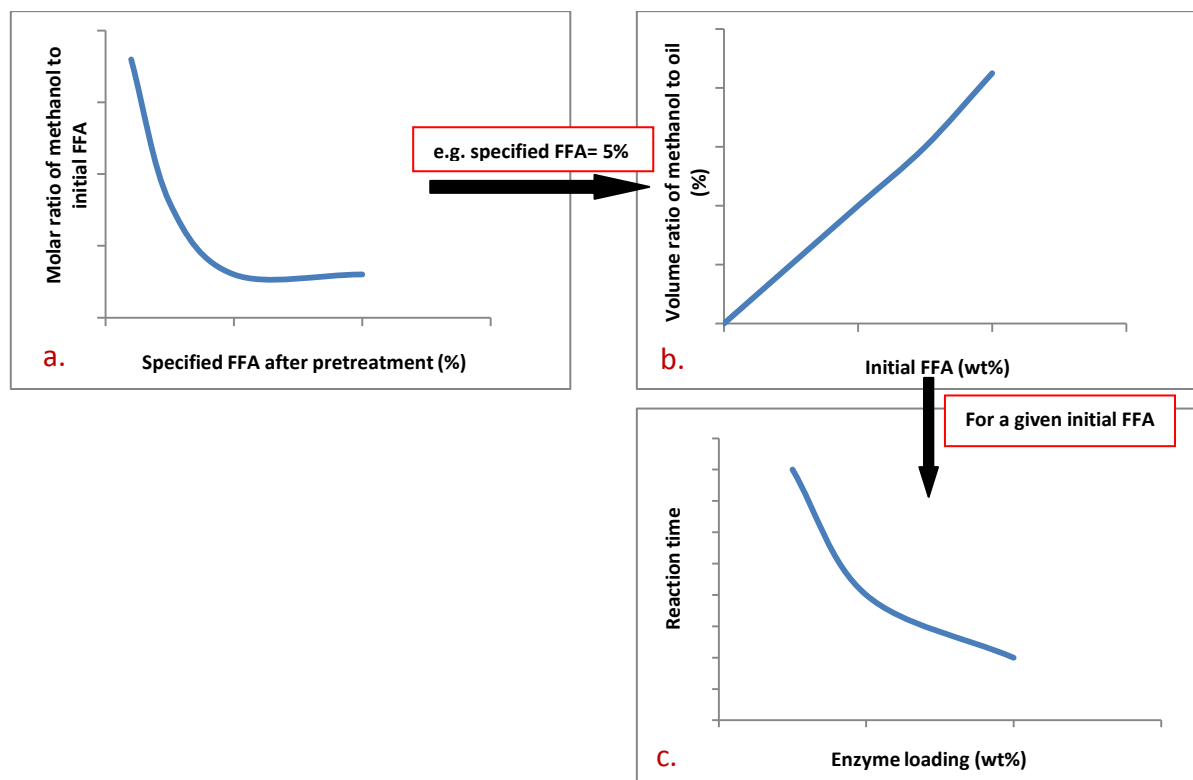 Molar ratio of methanol to
initial FFA
a.
Specified FFA after pretreatment (%)
e.g. specified FFA= 5%
Volume ratio of methanol to oil
(%)
b.
Initial FFA (wt%)
For a given initial FFA
Reaction time
c.
Enzyme loading (wt%)